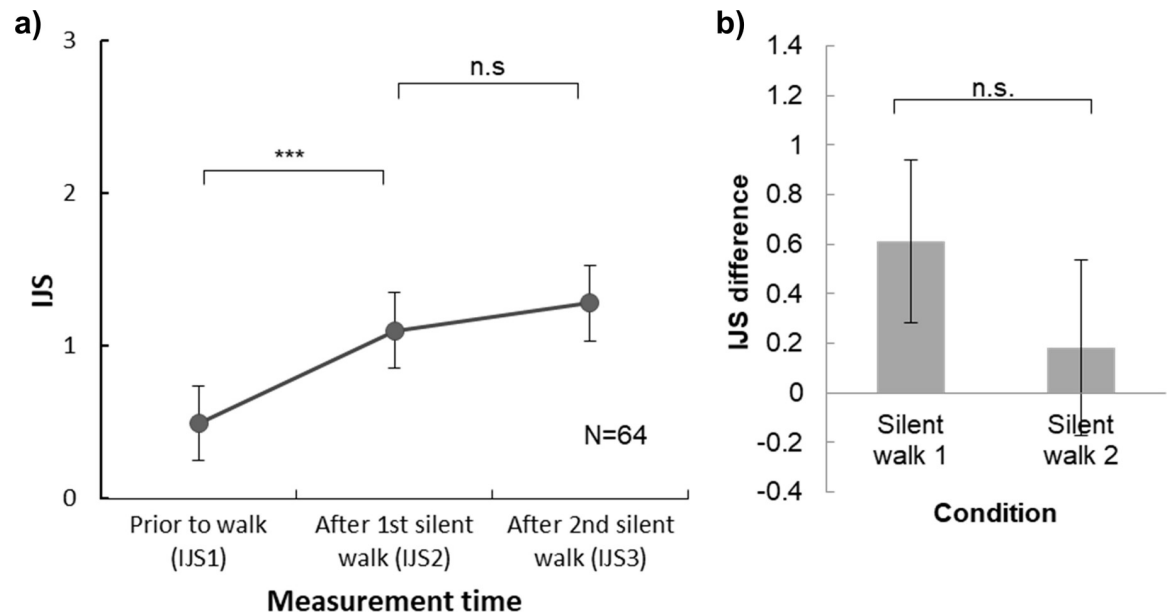 a)
3
2
1
0
IJS
***
n.s
N=64
Prior to walk
(IJS1)
After 1st silent
walk (IJS2)
After 2nd silent
walk (IJS3)
Measurement time
b)
1.4
1.2
1
0.8
0.6
0.4
0.2
0
-0.2
-0.4
IJS difference
n.s.
Silent
walk 1
Silent
walk 2
Condition